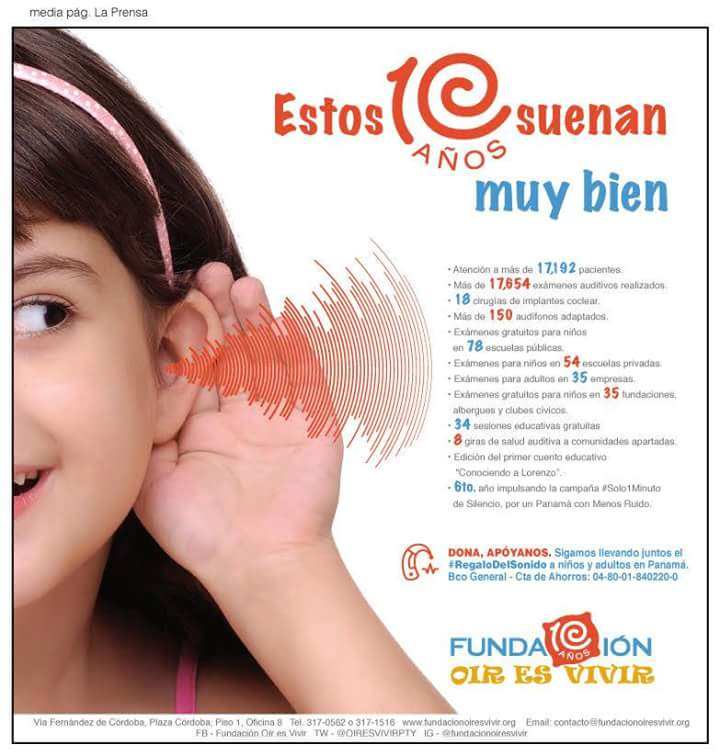 media pág. La Prensa
Estos 10 suenan
AÑOS
muy bien
• Atención a más de 17,192 pacientes.
• Más de 17,654 exámenes auditivos realizados.
• 18 cirugías de implantes coclear.
• Más de 150 audífonos adaptados.
• Exámenes gratuitos para niños
en 78 escuelas públicas.
• Exámenes para niños en 54 escuelas privadas.
• Exámenes para adultos en 35 empresas.
• Exámenes gratuitos para niños en 35 fundaciones,
albergues y clubes cívicos.
• 34 sesiones educativas gratuitas
• 8 giras de salud auditiva a comunidades apartadas.
• Edición del primer cuento educativo
"Conociendo a Lorenzo".
• 6to. año impulsando la campaña #Solo1Minuto
de Silencio, por un Panamá con Menos Ruido.
DONA, APÓYANOS. Sigamos llevando juntos el
#RegaloDelSonido a niños y adultos en Panamá.
Bco General - Cta de Ahorros: 04-80-01-840220-0
FUNDA 10 IÓN
AÑOS
OIR ES VIVIR
Vía Fernández de Córdoba, Plaza Córdoba, Piso 1, Oficina 8 Tel. 317-0562 o 317-1516 www.fundacionoiresvivir.org Email: contacto@fundacionoiresvivir.org
FB - Fundación Oir es Vivir TW - @OIRESVIVIRPTY IG - @fundacionoiresvivir